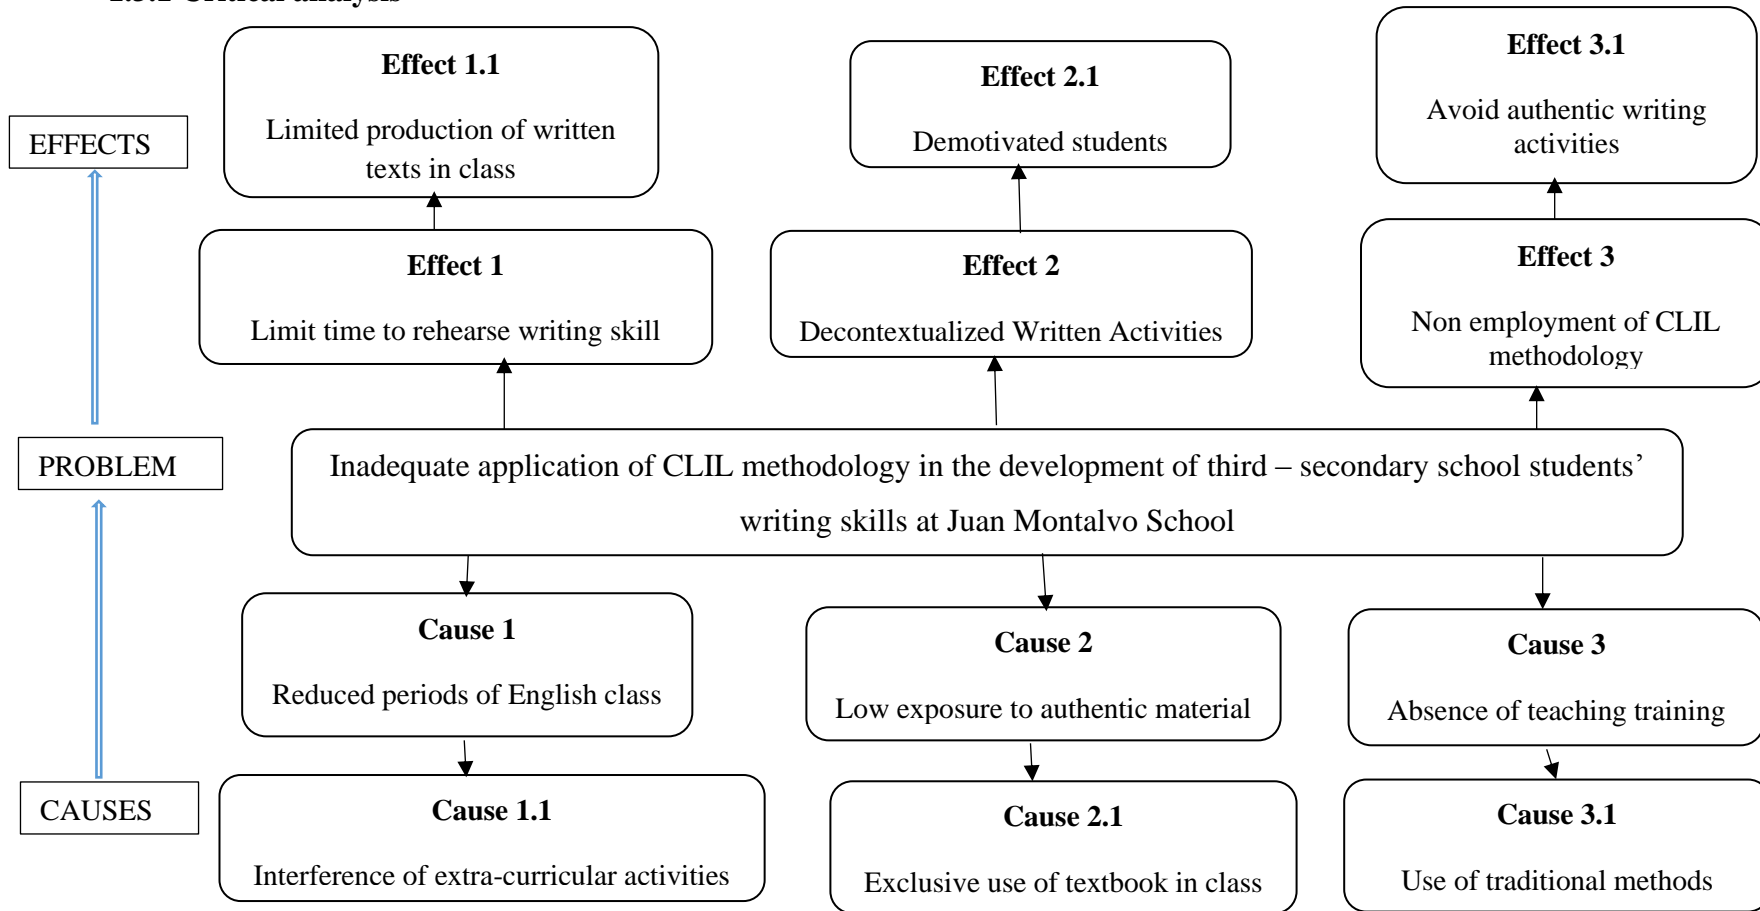 Effect 1.1
Limited production of written
texts in class
Effect 2.1
Demotivated students
Effect 3.1
Avoid authentic writing
activities
EFFECTS
Effect 1
Limit time to rehearse writing skill
Effect 2
Decontextualized Written Activities
Effect 3
Non employment of CLIL
methodology
PROBLEM
Inadequate application of CLIL methodology in the development of third – secondary school students’
writing skills at Juan Montalvo School
Cause 1
Reduced periods of English class
Cause 2
Low exposure to authentic material
Cause 3
Absence of teaching training
CAUSES
Cause 1.1
Interference of extra-curricular activities
Cause 2.1
Exclusive use of textbook in class
Cause 3.1
Use of traditional methods